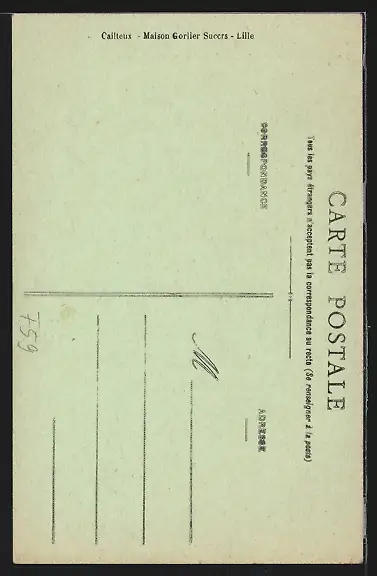 CARTE POSTALE
Tous les pays étrangers n'acceptent pas la correspondance au recto (Se renseigner à la poste)
CORRESPONDANCE
ADRESSE
M
759
Cailteux - Maison Gorlier Succrs - Lille